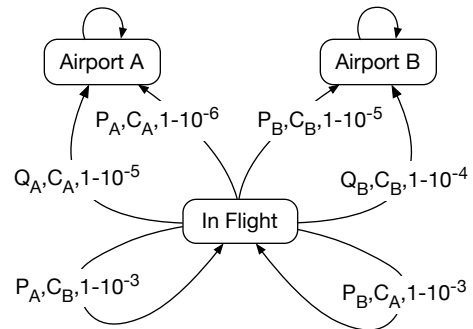 Airport A
Airport B
P_A,C_A,1-10^-6
P_B,C_B,1-10^-5
Q_A,C_A,1-10^-5
Q_B,C_B,1-10^-4
In Flight
P_A,C_B,1-10^-3
P_B,C_A,1-10^-3